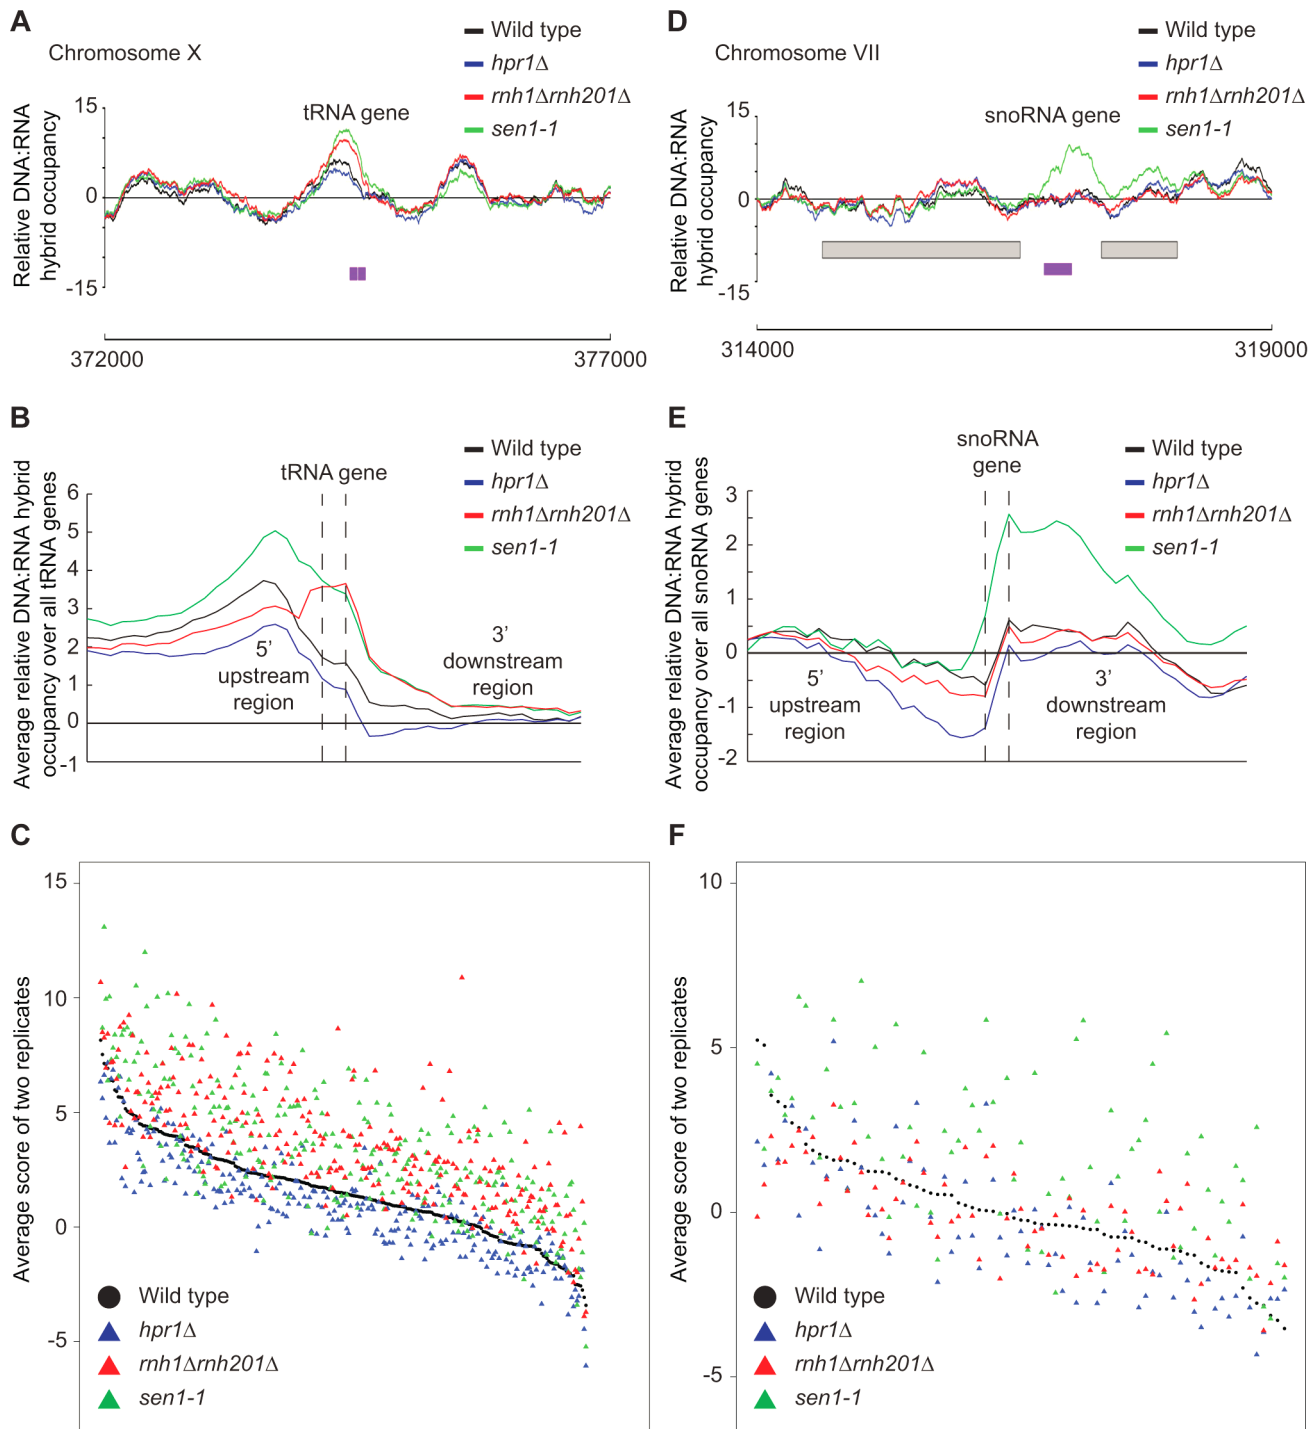 A
Chromosome X
Wild type
hpr1Δ
rnh1Δrnh201Δ
sen1-1
tRNA gene
Relative DNA:RNA
hybrid occupancy
15
0
-15
372000
377000
D
Chromosome VII
Wild type
hpr1Δ
rnh1Δrnh201Δ
sen1-1
snoRNA gene
Relative DNA:RNA
hybrid occupancy
15
0
-15
314000
319000
B
Wild type
hpr1Δ
rnh1Δrnh201Δ
sen1-1
tRNA gene
Average relative DNA:RNA hybrid
occupancy over all tRNA genes
6
5
4
3
2
1
0
-1
5’
upstream
region
3’
downstream
region
E
Wild type
hpr1Δ
rnh1Δrnh201Δ
sen1-1
snoRNA
gene
Average relative DNA:RNA hybrid
occupancy over all snoRNA genes
3
2
1
0
-1
-2
5’
upstream
region
3’
downstream
region
C
Average score of two replicates
15
10
5
0
-5
Wild type
hpr1Δ
rnh1Δrnh201Δ
sen1-1
F
Average score of two replicates
10
5
0
-5
Wild type
hpr1Δ
rnh1Δrnh201Δ
sen1-1